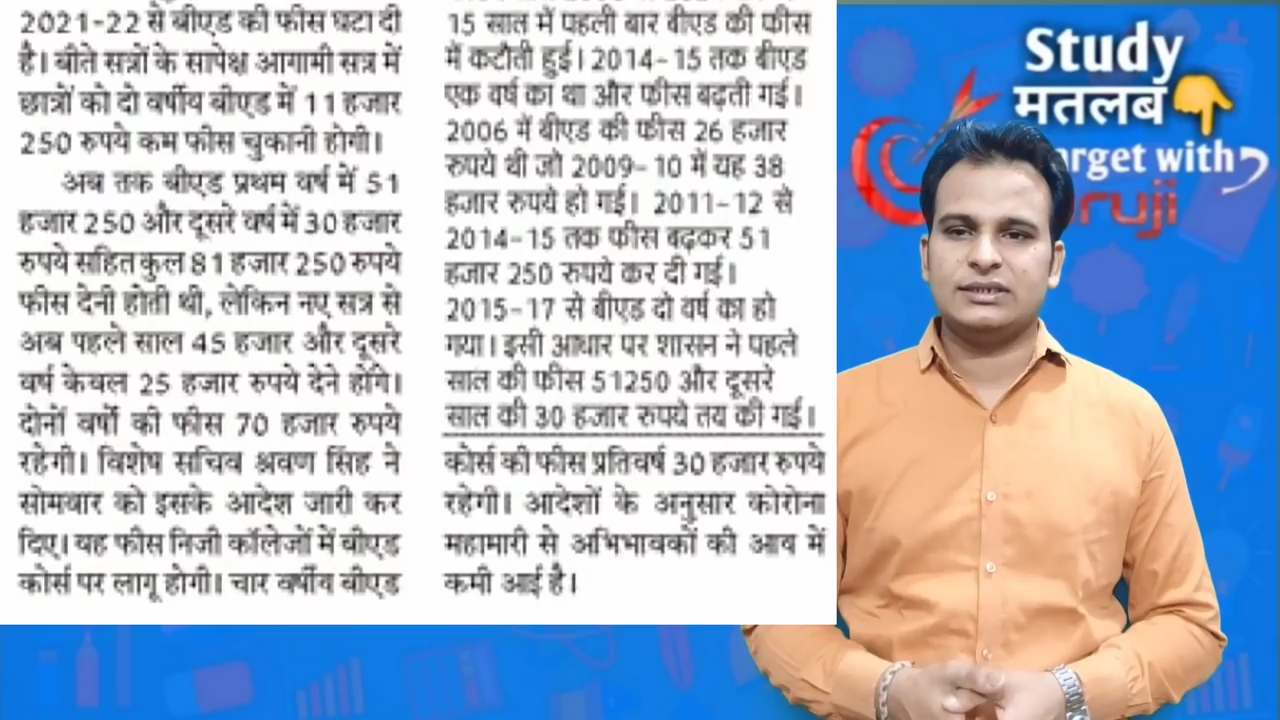 2021-22 से बीएड की फीस घटा दी
है। बीते सत्रों के सापेक्ष आगामी सत्र में
छात्रों को दो वर्षीय बीएड में 11 हजार
250 रुपये कम फीस चुकानी होगी।
अब तक बीएड प्रथम वर्ष में 51
हजार 250 और दूसरे वर्ष में 30 हजार
रुपये सहित कुल 81 हजार 250 रुपये
फीस देनी होती थी, लेकिन नए सत्र से
अब पहले साल 45 हजार और दूसरे
वर्ष केवल 25 हजार रुपये देने होंगे।
दोनों वर्षों की फीस 70 हजार रुपये
रहेगी। विशेष सचिव श्रवण सिंह ने
सोमवार को इसके आदेश जारी कर
दिए। यह फीस निजी कॉलेजों में बीएड
कोर्स पर लागू होगी। चार वर्षीय बीएड
15 साल में पहली बार बीएड की फीस
में कटौती हुई। 2014-15 तक बीएड
एक वर्ष का था और फीस बढ़ती गई।
2006 में बीएड की फीस 26 हजार
रुपये थी जो 2009-10 में यह 38
हजार रुपये हो गई। 2011-12 से
2014-15 तक फीस बढ़कर 51
हजार 250 रुपये कर दी गई।
2015-17 से बीएड दो वर्ष का हो
गया। इसी आधार पर शासन ने पहले
साल की फीस 51250 और दूसरे
साल की 30 हजार रुपये तय की गई।
कोर्स की फीस प्रतिवर्ष 30 हजार रुपये
रहेगी। आदेशों के अनुसार कोरोना
महामारी से अभिभावकों की आय में
कमी आई है।
Study
मतलब
arget with
ruji